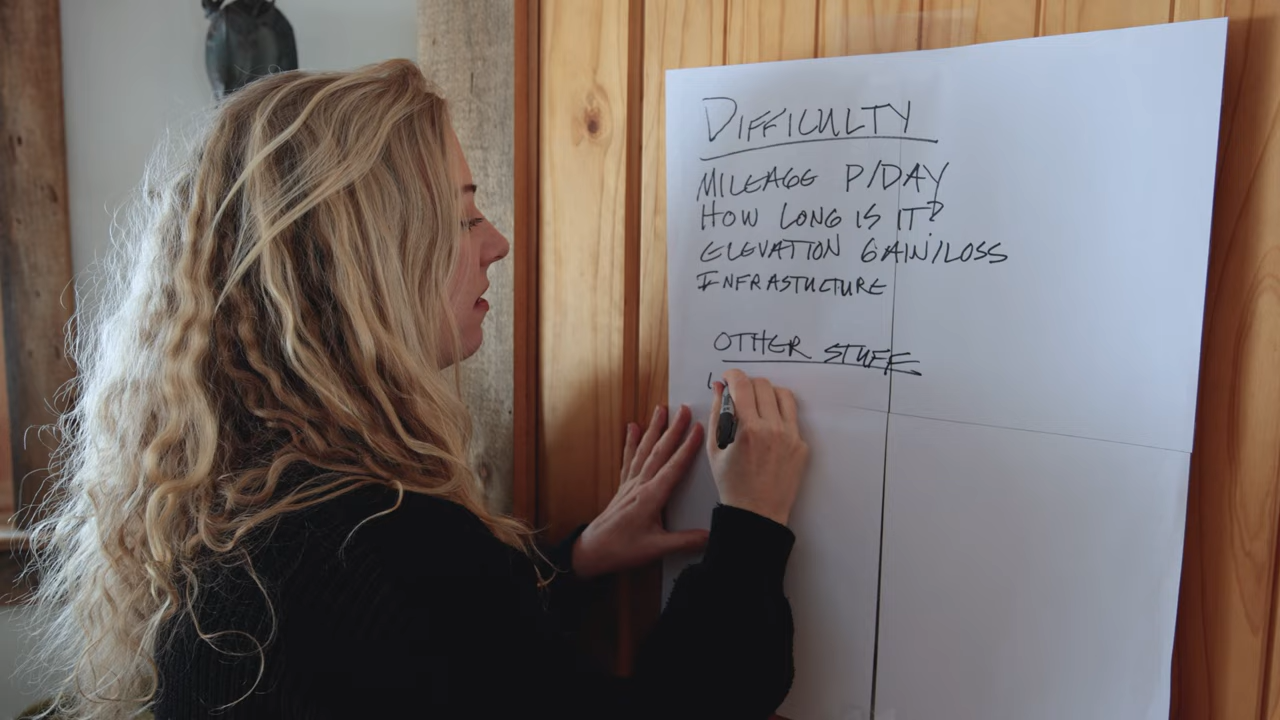 DIFFICULTY
MILEAGE P/DAY
HOW LONG IS IT?
ELEVATION GAIN/LOSS
INFRASTUCTURE
OTHER STUFF